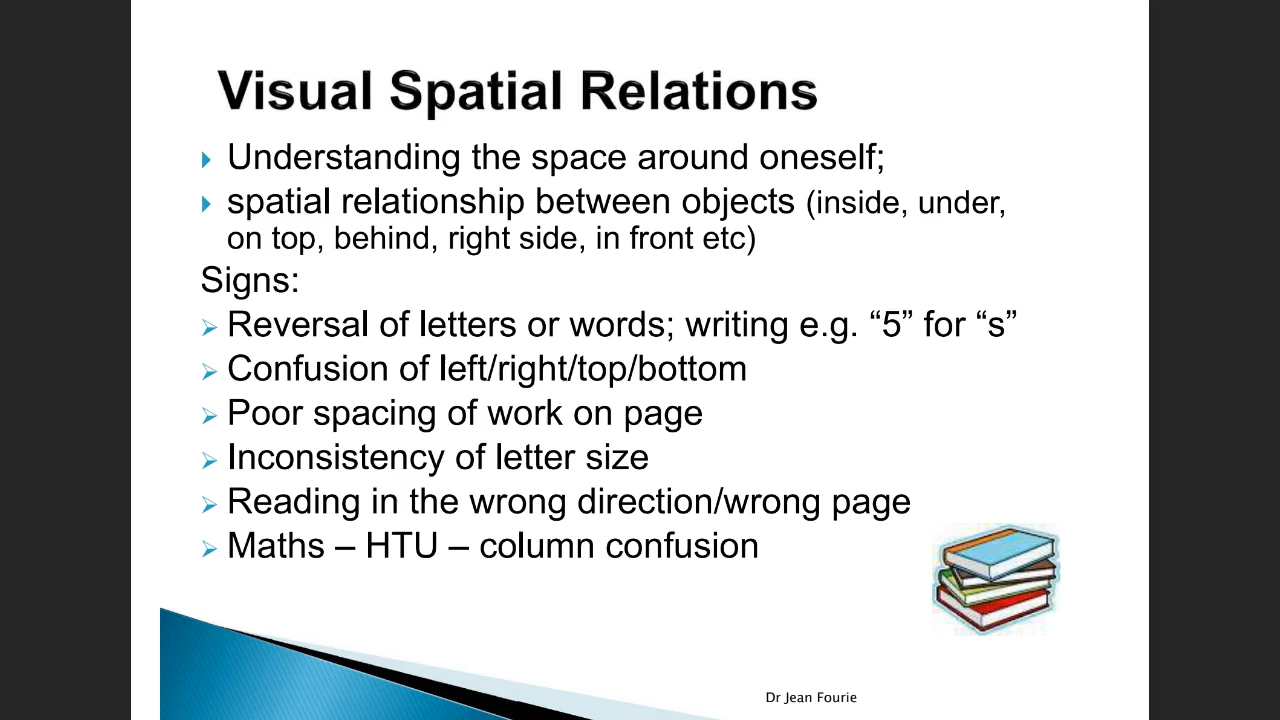 Visual Spatial Relations
Understanding the space around oneself;
spatial relationship between objects (inside, under,
on top, behind, right side, in front etc)
Signs:
Reversal of letters or words; writing e.g. “5” for “s”
Confusion of left/right/top/bottom
Poor spacing of work on page
Inconsistency of letter size
Reading in the wrong direction/wrong page
Maths – HTU – column confusion
Dr Jean Fourie